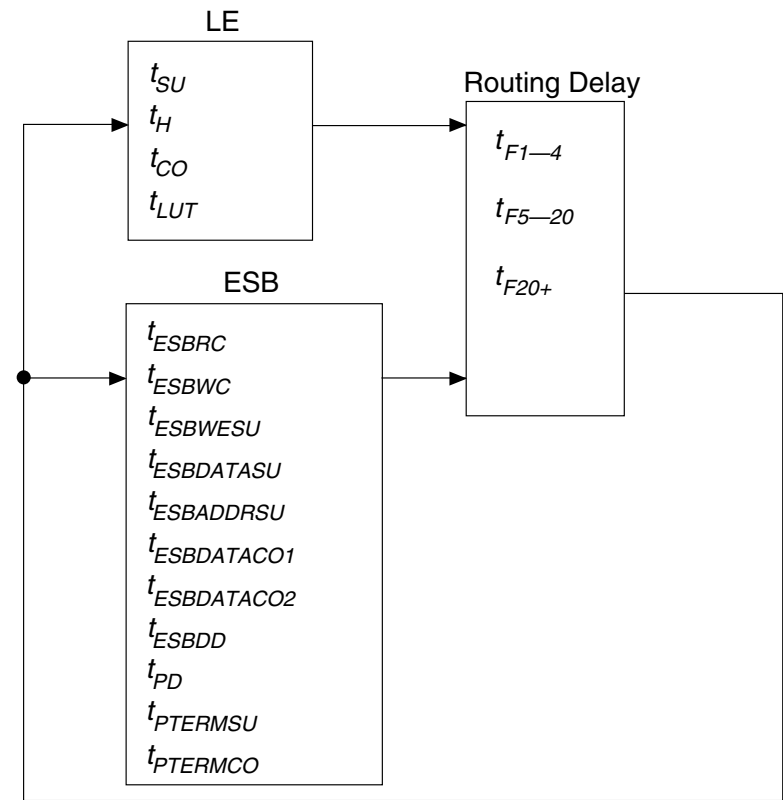 LE
tSU
tH
tCO
tLUT
Routing Delay
tF1—4
tF5—20
tF20+
ESB
tESBRC
tESBWC
tESBWESU
tESBDATASU
tESBADDRSU
tESBDATACO1
tESBDATACO2
tESBDD
tPD
tPTERMSU
tPTERMCO